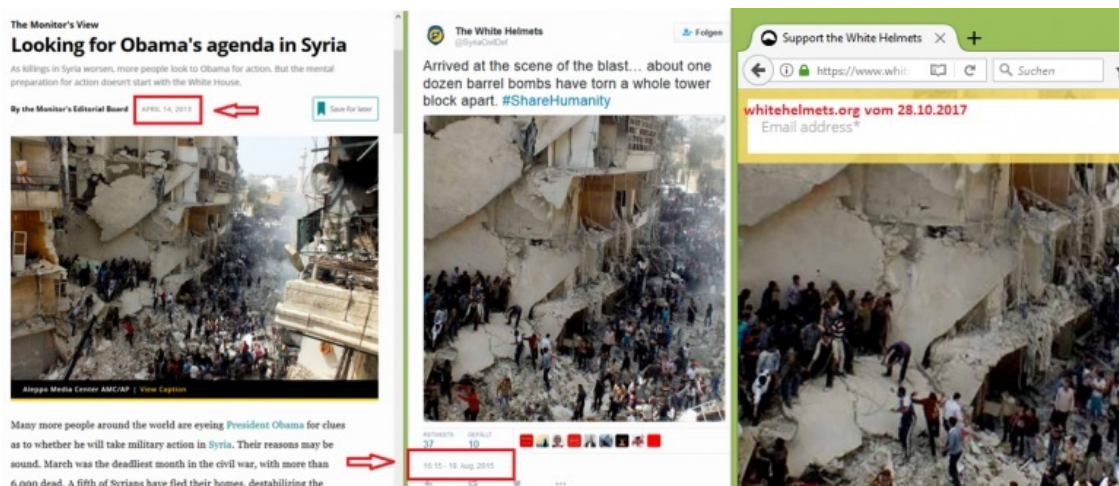 The Monitor's View
Looking for Obama's agenda in Syria
As killings in Syria worsen, more people look to Obama for action. But the mental
preparation for action doesn't start with the White House.
By the Monitor's Editorial Board
APRIL 14, 2013
Save for later
Aleppo Media Center AMC/AP | View Caption
Many more people around the world are eyeing President Obama for clues
as to whether he will take military action in Syria. Their reasons may be
sound. March was the deadliest month in the civil war, with more than
6,000 dead. A fifth of Syrians have fled their homes, destabilizing the
The White Helmets
@SyriaCivilDef
Folgen
Arrived at the scene of the blast... about one
dozen barrel bombs have torn a whole tower
block apart. #ShareHumanity
RETWEETS
37
GEFÄLLT
10
16:15 - 18. Aug. 2015
Support the White Helmets
https://www.whit
Suchen
whitehelmets.org vom 28.10.2017
Email address*